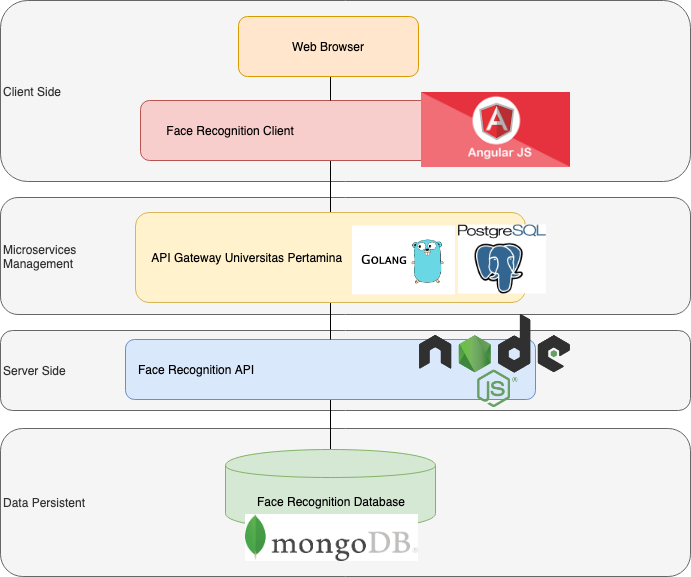 Web Browser
Client Side
Face Recognition Client
Angular JS
Microservices
Management
API Gateway Universitas Pertamina
GOLANG
PostgreSQL
Server Side
Face Recognition API
node
JS
Data Persistent
Face Recognition Database
mongoDB